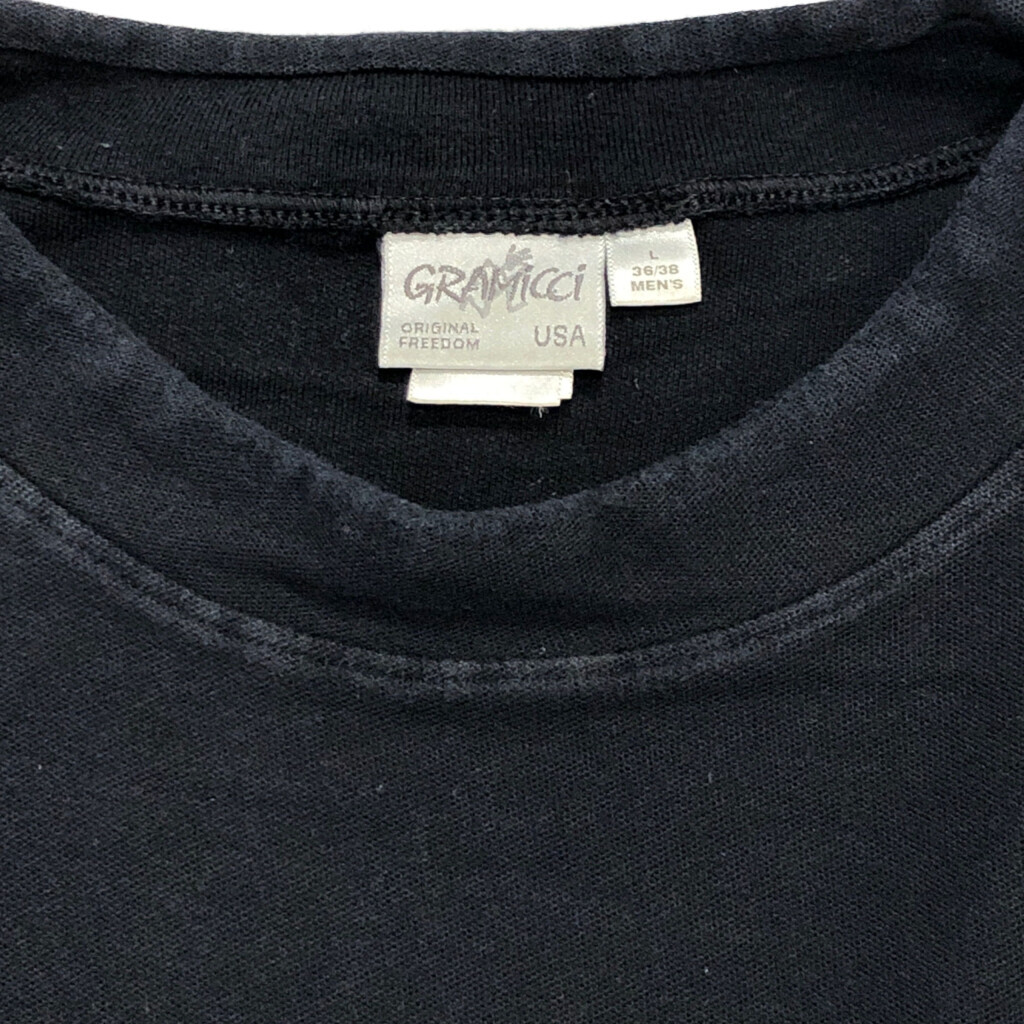 GRAMICCI
ORIGINAL
FREEDOM
USA
L
36/38
MEN'S